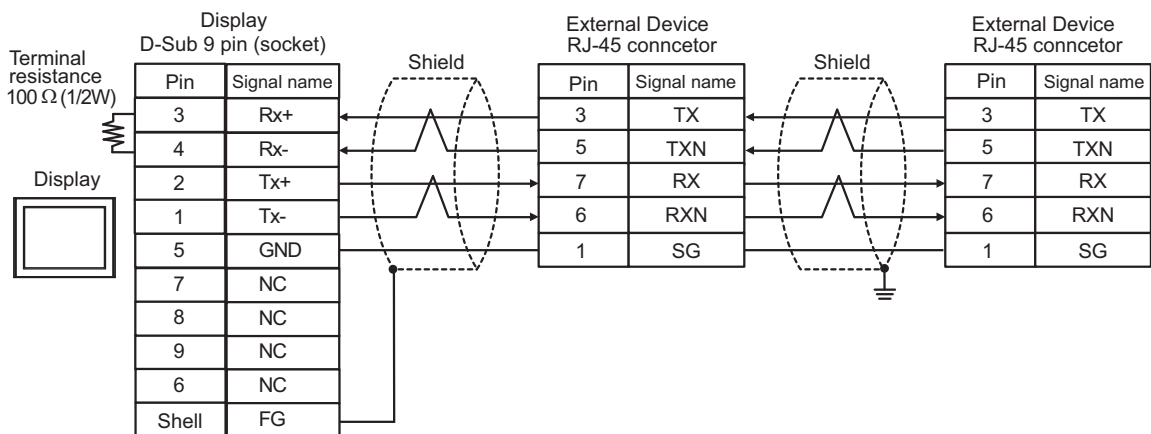 Display
D-Sub 9 pin (socket)
Terminal
resistance
100 Ω (1/2W)
Display
Pin Signal name
3 Rx+
4 Rx-
2 Tx+
1 Tx-
5 GND
7 NC
8 NC
9 NC
6 NC
Shell FG
Shield
External Device
RJ-45 conncetor
Pin Signal name
3 TX
5 TXN
7 RX
6 RXN
1 SG
Shield
External Device
RJ-45 conncetor
Pin Signal name
3 TX
5 TXN
7 RX
6 RXN
1 SG